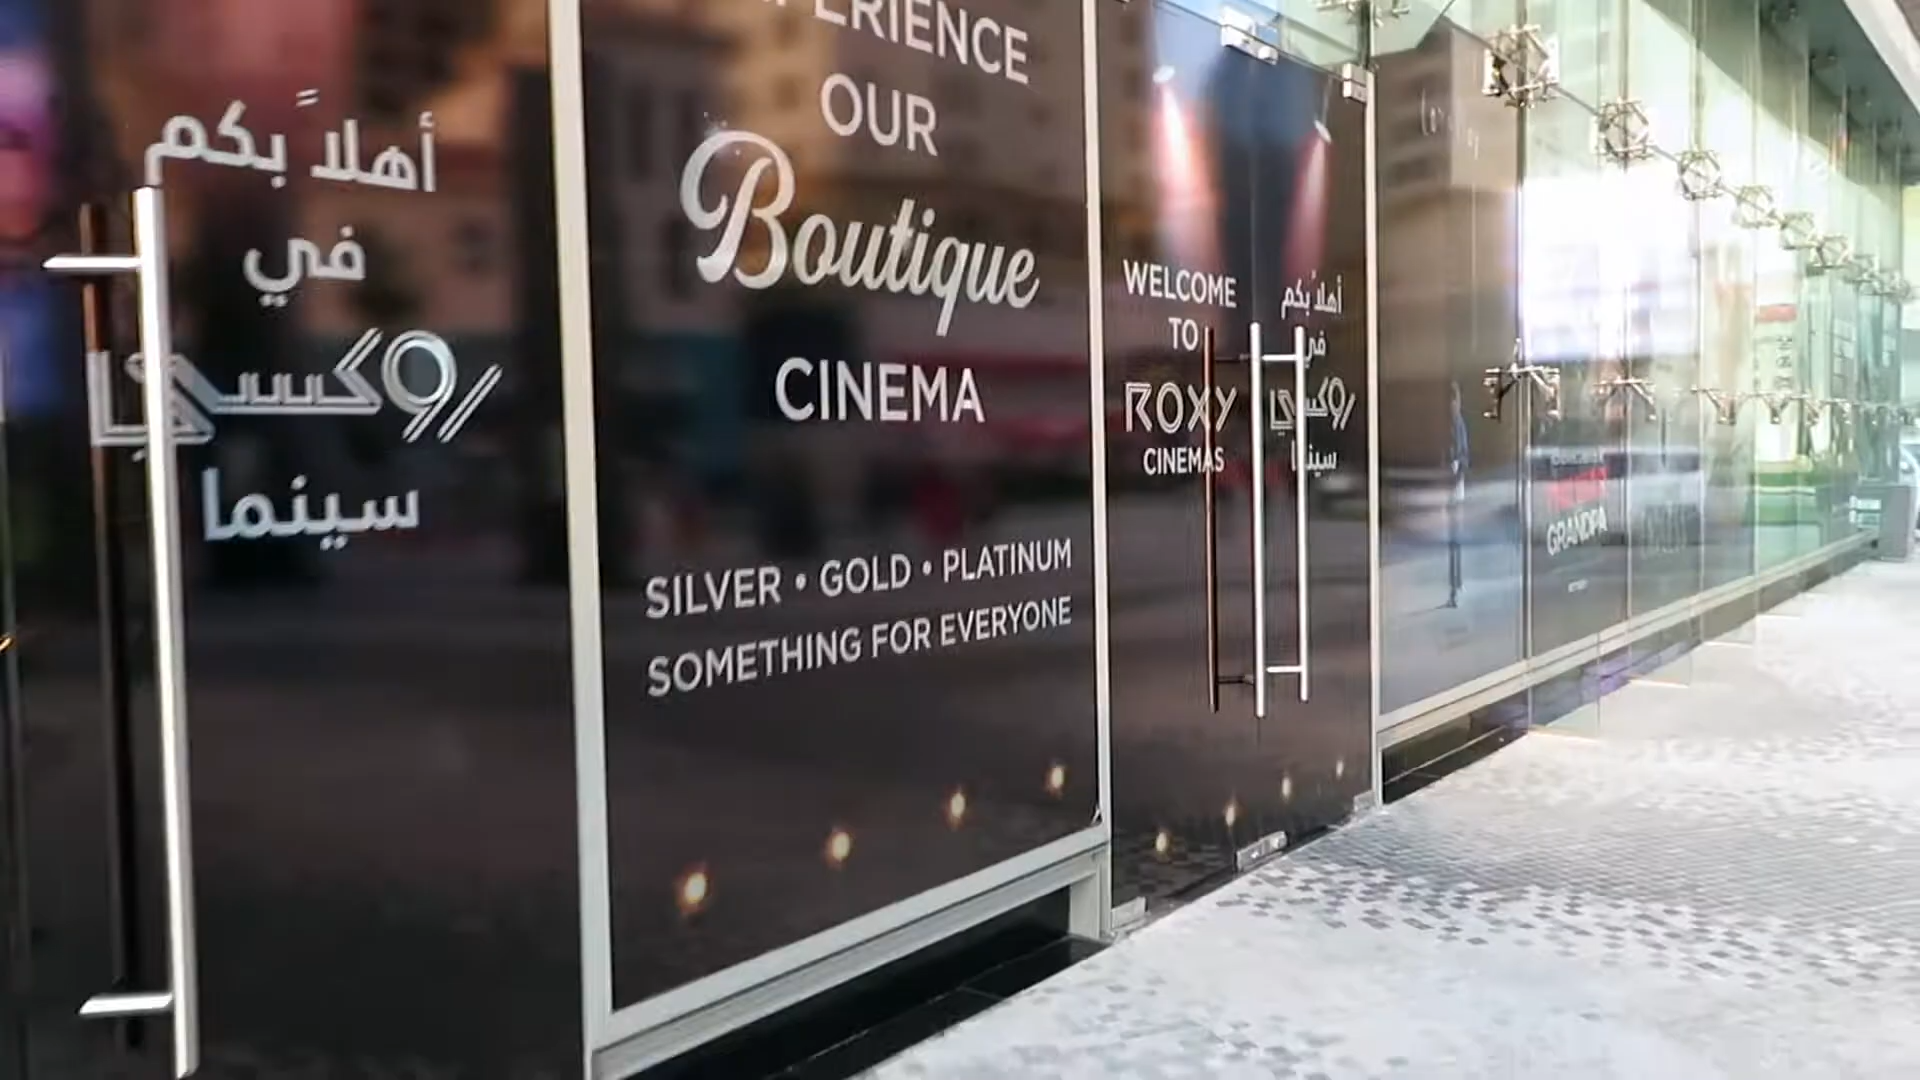 أهلاً بكم
في
روكسي
سينما
PERIENCE
OUR
Boutique
CINEMA
SILVER • GOLD • PLATINUM
SOMETHING FOR EVERYONE
WELCOME
TO
ROXY
CINEMAS
أهلاً بكم
في
روكسي
سينما
GRANDPA